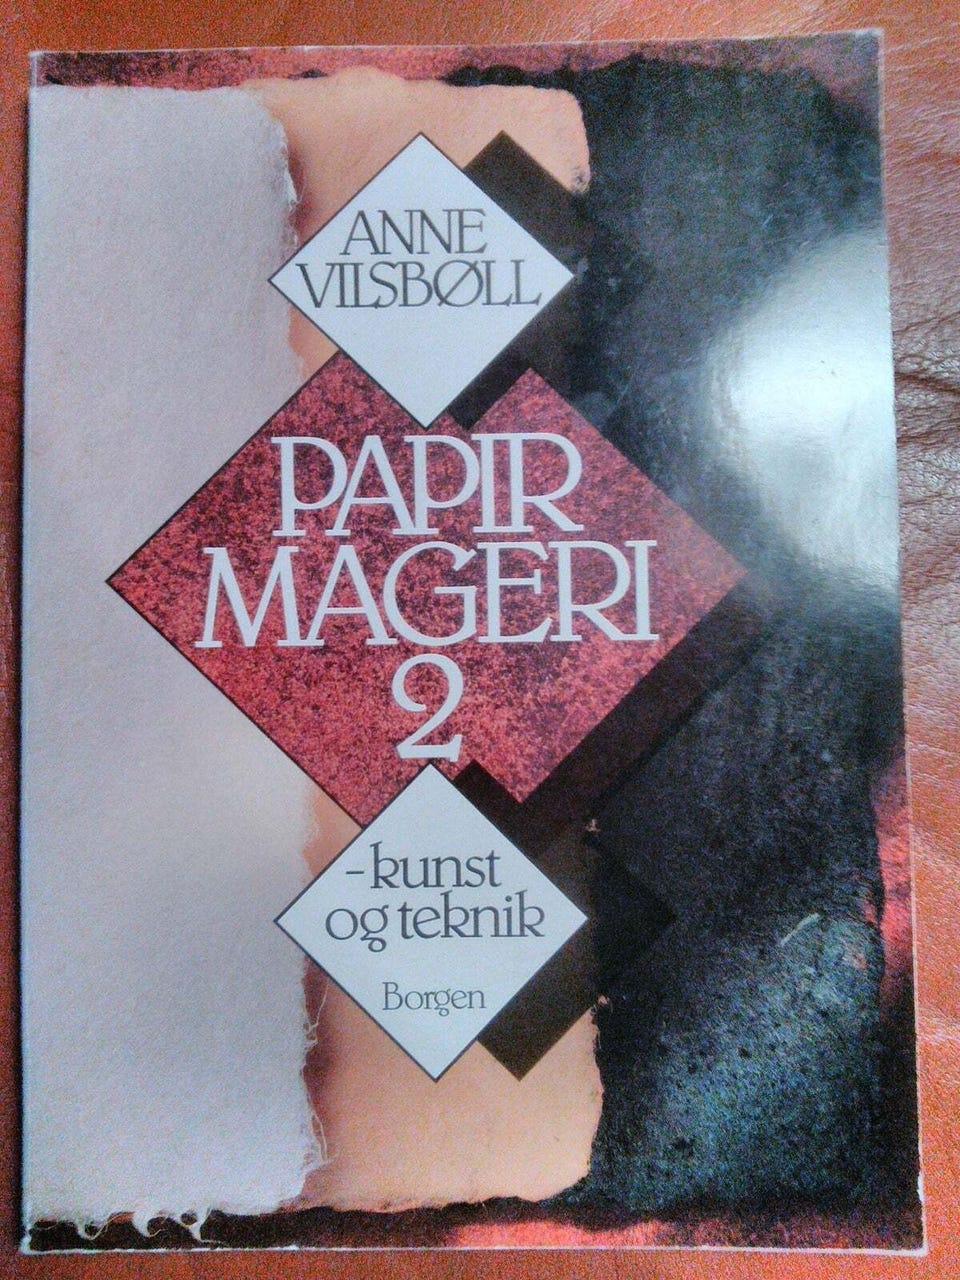 ANNE
VILSBØLL
PAPIR
MAGERI
2
-kunst
og teknik
Borgen